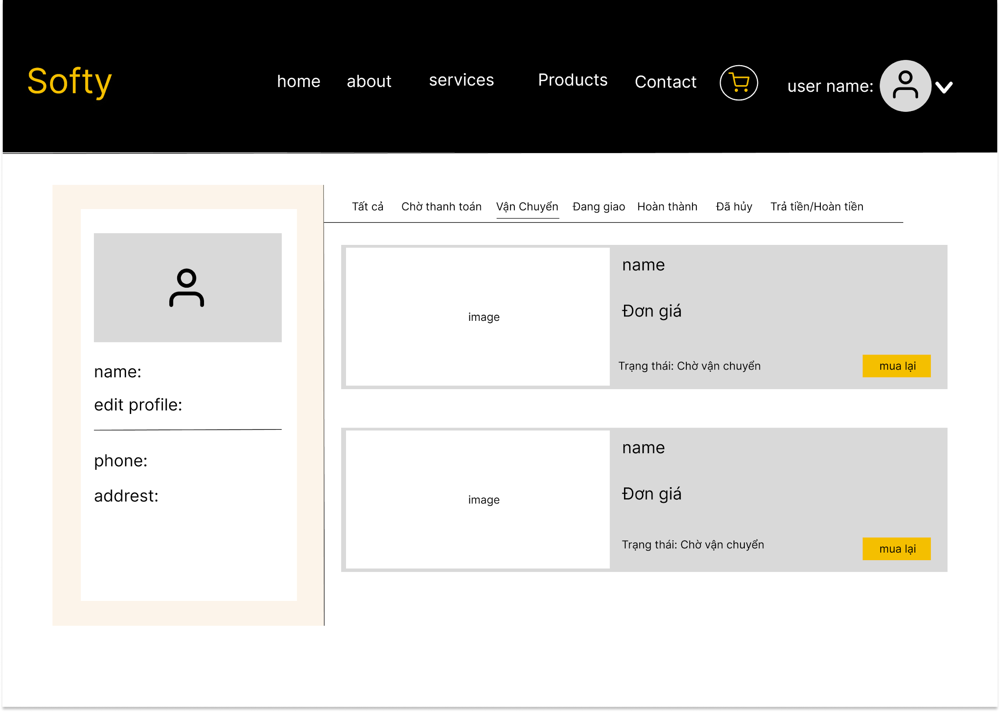 Softy
home about services Products Contact user name:
Tất cả Chờ thanh toán Vận Chuyển Đang giao Hoàn thành Đã hủy Trả tiền/Hoàn tiền
name:
edit profile:
phone:
addrest:
image
name
Đơn giá
Trạng thái: Chờ vận chuyển
mua lại
image
name
Đơn giá
Trạng thái: Chờ vận chuyển
mua lại